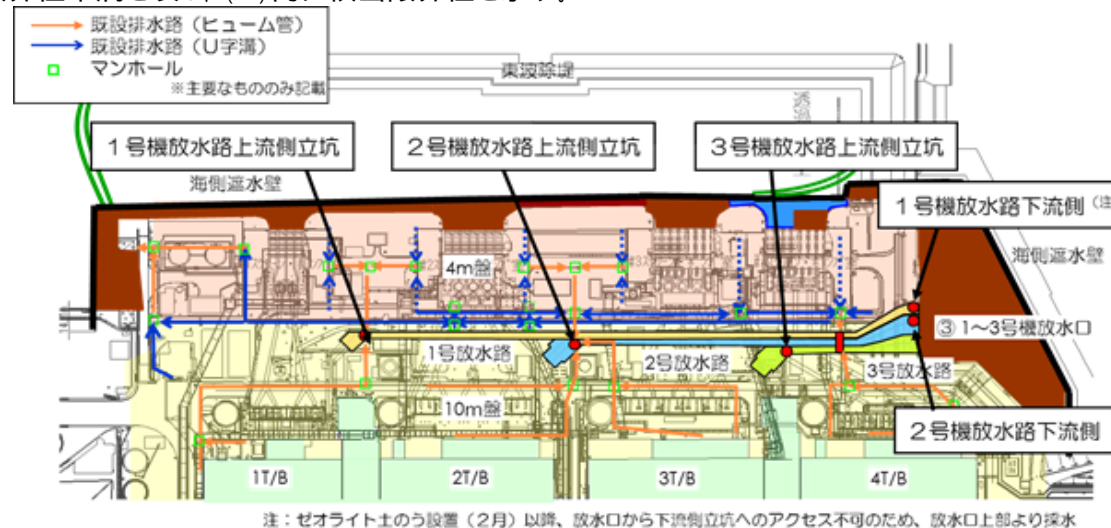 既設排水路（ヒューム管）
既設排水路（Ｕ字溝）
マンホール
※主要なもののみ記載
東波除堤
１号機放水路上流側立坑
２号機放水路上流側立坑
３号機放水路上流側立坑
海側遮水壁
１号機放水路下流側（注
海側遮水壁
4m盤
③ 1～3号機放水口
1号放水路
2号放水路
3号放水路
10m盤
２号機放水路下流側
1T/B
2T/B
3T/B
4T/B
注：ゼオライト土のう設置（２月）以降、放水口から下流側立坑へのアクセス不可のため、放水口上部より採水